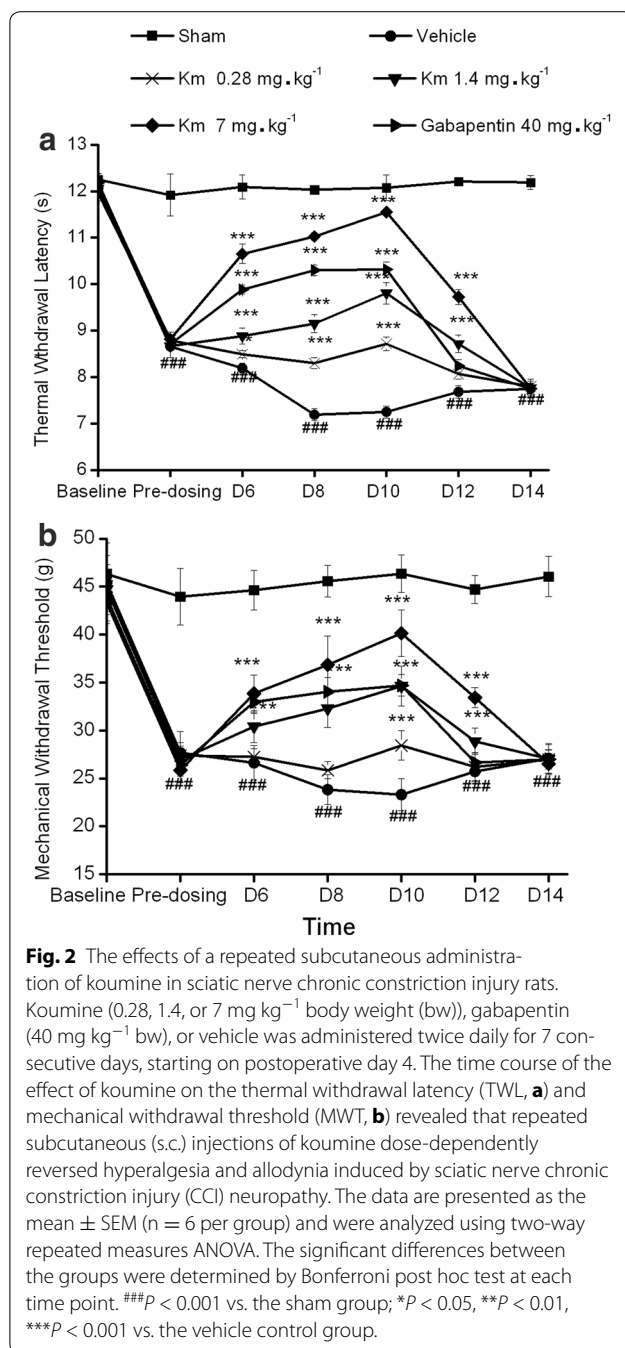 Sham Vehicle
Km 0.28 mg.kg⁻¹ Km 1.4 mg.kg⁻¹
Km 7 mg.kg⁻¹ Gabapentin 40 mg.kg⁻¹
a
Thermal Wthdrawal Latency (s)
13
12
11
10
9
8
7
6
*** *** *** ***
*** *** *** ***
*** *** ***
* *** ***
### ### ### ### ### ###
Baseline Pre-dosing D6 D8 D10 D12 D14
b
Mechanical Withdrawal Threshold (g)
50
45
40
35
30
25
20
15
*** *** *** ***
** *** *** ***
***
### ### ### ### ### ###
Baseline Pre-dosing D6 D8 D10 D12 D14
Time
Fig. 2 The effects of a repeated subcutaneous administra-
tion of koumine in sciatic nerve chronic constriction injury rats.
Koumine (0.28, 1.4, or 7 mg kg⁻¹ body weight (bw)), gabapentin
(40 mg kg⁻¹ bw), or vehicle was administered twice daily for 7 con-
secutive days, starting on postoperative day 4. The time course of the
effect of koumine on the thermal withdrawal latency (TWL, a) and
mechanical withdrawal threshold (MWT, b) revealed that repeated
subcutaneous (s.c.) injections of koumine dose-dependently
reversed hyperalgesia and allodynia induced by sciatic nerve chronic
constriction injury (CCI) neuropathy. The data are presented as the
mean ± SEM (n = 6 per group) and were analyzed using two-way
repeated measures ANOVA. The significant differences between
the groups were determined by Bonferroni post hoc test at each
time point. ###P < 0.001 vs. the sham group; *P < 0.05, **P < 0.01,
***P < 0.001 vs. the vehicle control group.